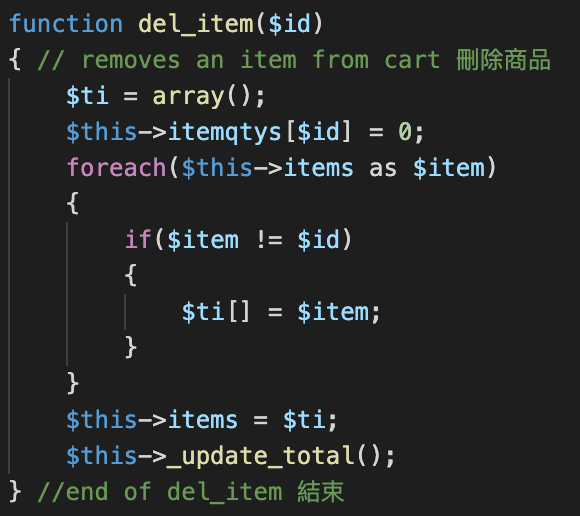 function del_item($id)
{ // removes an item from cart 刪除商品
    $ti = array();
    $this->itemqtys[$id] = 0;
    foreach($this->items as $item)
    {
        if($item != $id)
        {
            $ti[] = $item;
        }
    }
    $this->items = $ti;
    $this->_update_total();
} //end of del_item 結束